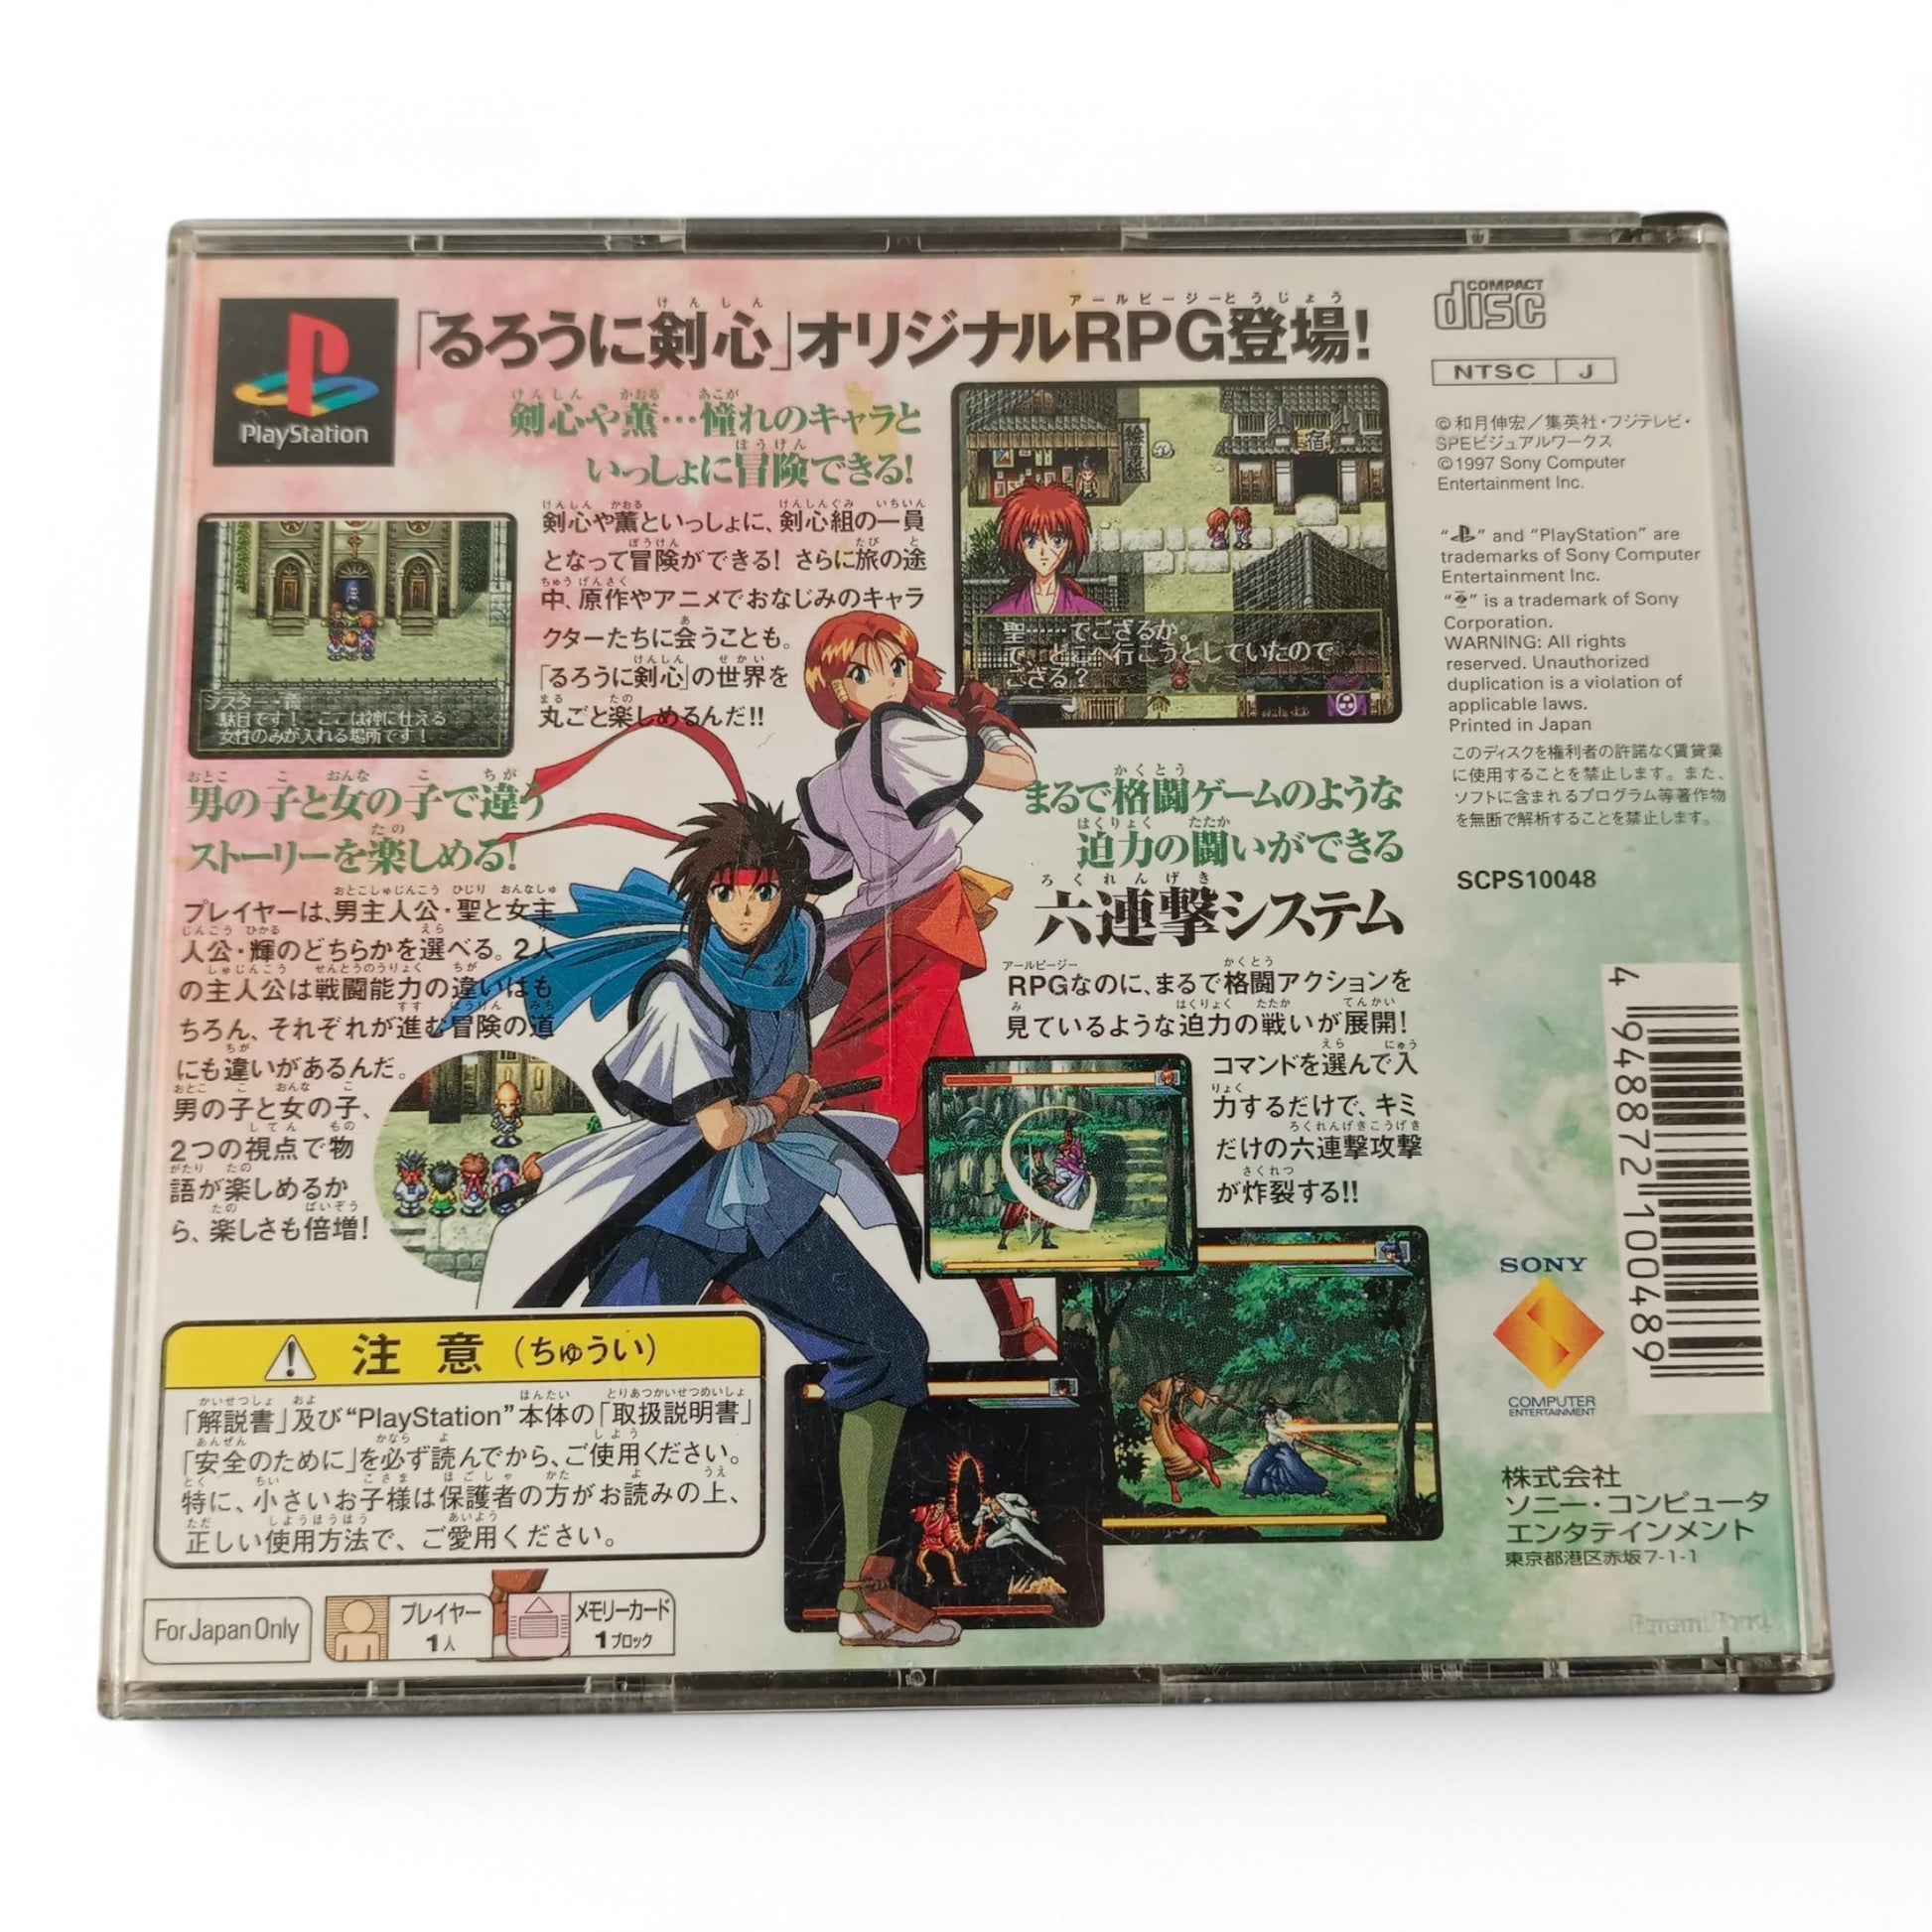 PlayStation
「るろうに剣心」オリジナルRPG登場!
剣心や薫…憧れのキャラと
いっしょに冒険できる!
剣心や薫といっしょに、剣心組の一員
となって冒険ができる! さらに旅の途
中、原作やアニメでおなじみのキャラ
クターたちに会うことも。
「るろうに剣心」の世界を
丸ごと楽しめるんだ!!
絵草紙
宿
聖……でござるか。
で、どこへ行こうとしていたので
ござる?
シスター・霞
駄目です! ここは神に仕える
女性のみが入れる場所です!
男の子と女の子で違う
ストーリーを楽しめる!
プレイヤーは、男主人公・聖と女主
人公・輝のどちらかを選べる。2人
の主人公は戦闘能力の違いはも
ちろん、それぞれが進む冒険の道
にも違いがあるんだ。
男の子と女の子、
2つの視点で物
語が楽しめるか
ら、楽しさも倍増!
まるで格闘ゲームのような
迫力の闘いができる
六連撃システム
RPGなのに、まるで格闘アクションを
見ているような迫力の戦いが展開!
コマンドを選んで入
力するだけで、キミ
だけの六連撃攻撃
が炸裂する!!
注意(ちゅうい)
「解説書」及び“PlayStation”本体の「取扱説明書」
「安全のために」を必ず読んでから、ご使用ください。
特に、小さいお子様は保護者の方がお読みの上、
正しい使用方法で、ご愛用ください。
For Japan Only
プレイヤー
1人
メモリーカード
1ブロック
COMPACT
disc
NTSC J
©和月伸宏/集英社・フジテレビ・
SPEビジュアルワークス
©1997 Sony Computer
Entertainment Inc.
“ ” and “PlayStation” are
trademarks of Sony Computer
Entertainment Inc.
“ ” is a trademark of Sony
Corporation.
WARNING: All rights
reserved. Unauthorized
duplication is a violation of
applicable laws.
Printed in Japan
このディスクを権利者の許諾なく賃貸業
に使用することを禁止します。また、
ソフトに含まれるプログラム等著作物
を無断で解析することを禁止します。
SCPS10048
4 948872 100489
SONY
COMPUTER
ENTERTAINMENT
株式会社
ソニー・コンピュータ
エンタテインメント
東京都港区赤坂7-1-1